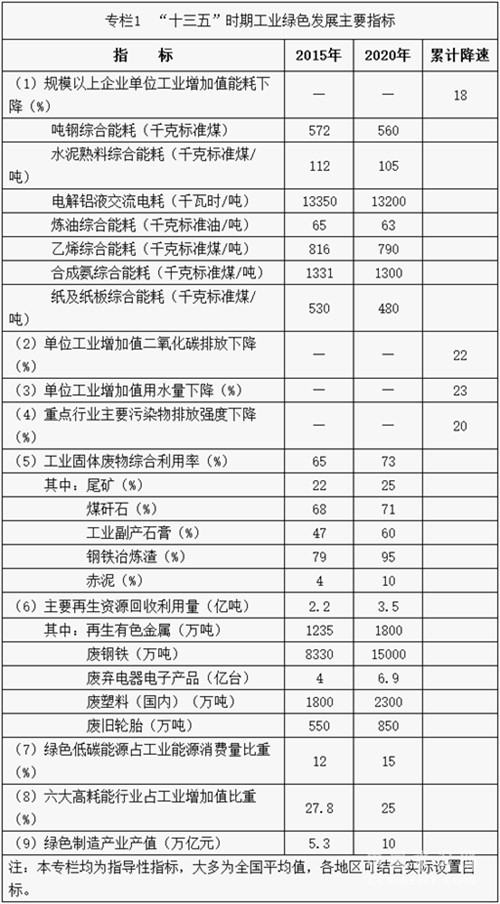 专栏1 “十三五”时期工业绿色发展主要指标
指 标 2015年 2020年 累计降速
（1）规模以上企业单位工业增加值能耗下
降（%） — — 18
吨钢综合能耗（千克标准煤） 572 560
水泥熟料综合能耗（千克标准煤/
吨） 112 105
电解铝液交流电耗（千瓦时/吨） 13350 13200
炼油综合能耗（千克标准油/吨） 65 63
乙烯综合能耗（千克标准煤/吨） 816 790
合成氨综合能耗（千克标准煤/吨） 1331 1300
纸及纸板综合能耗（千克标准煤/
吨） 530 480
（2）单位工业增加值二氧化碳排放下降
（%） — — 22
（3）单位工业增加值用水量下降（%） — — 23
（4）重点行业主要污染物排放强度下降
（%） — — 20
（5）工业固体废物综合利用率（%） 65 73
其中：尾矿（%） 22 25
煤矸石（%） 68 71
工业副产石膏（%） 47 60
钢铁冶炼渣（%） 79 95
赤泥（%） 4 10
（6）主要再生资源回收利用量（亿吨） 2.2 3.5
其中：再生有色金属（万吨） 1235 1800
废钢铁（万吨） 8330 15000
废弃电器电子产品（亿台） 4 6.9
废塑料（国内）（万吨） 1800 2300
废旧轮胎（万吨） 550 850
（7）绿色低碳能源占工业能源消费量比重
（%） 12 15
（8）六大高耗能行业占工业增加值比重
（%） 27.8 25
（9）绿色制造产业产值（万亿元） 5.3 10
注：本专栏均为指导性指标，大多为全国平均值，各地区可结合实际设置目
标。